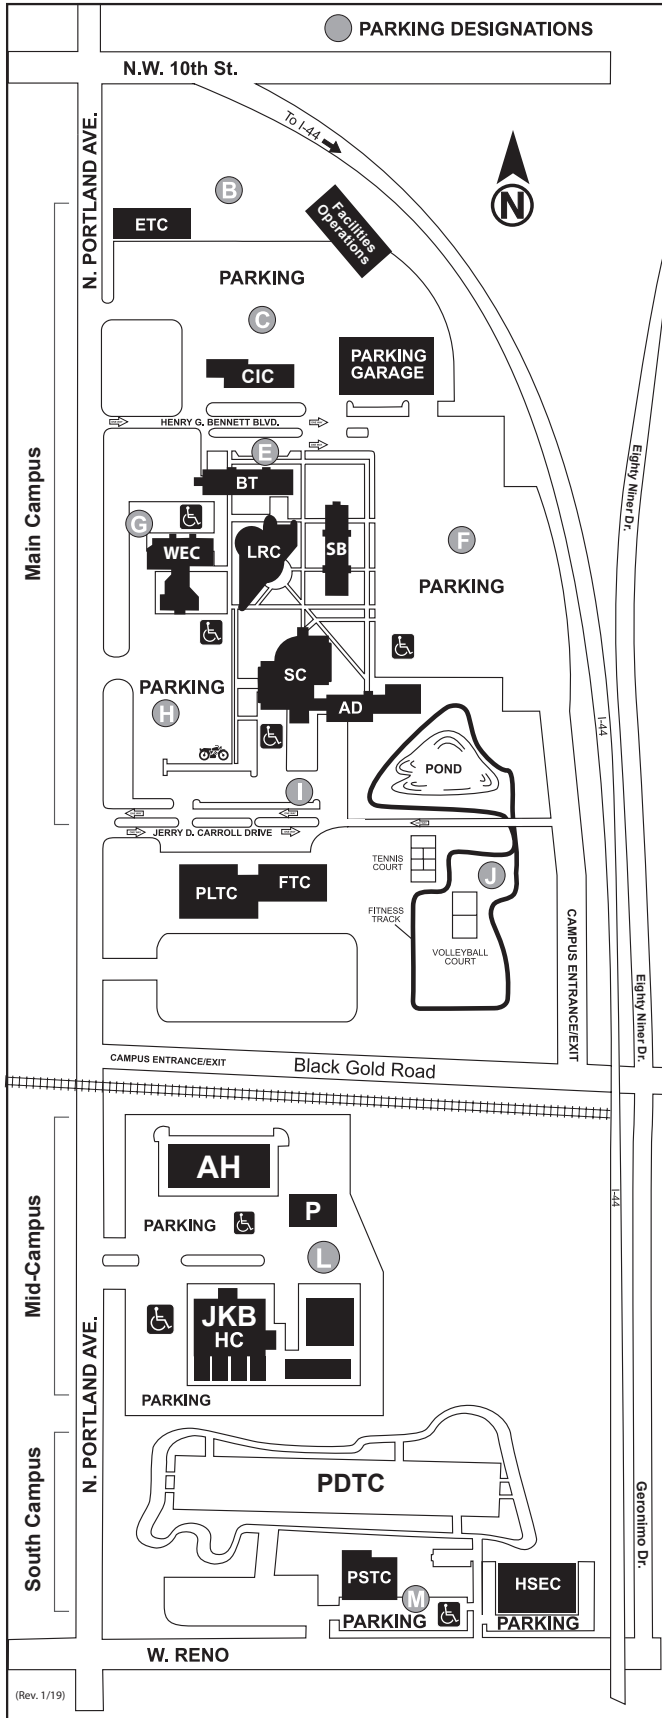 PARKING DESIGNATIONS
N.W. 10th St.
To I-44
N. PORTLAND AVE.
B
N
ETC
Facilities
Operations
PARKING
C
PARKING
GARAGE
CIC
HENRY G. BENNETT BLVD.
Main Campus
Eighty Niner Dr.
E
BT
G
F
WEC
LRC
SB
PARKING
SC
PARKING
H
AD
I-44
POND
I
JERRY D. CARROLL DRIVE
TENNIS
COURT
J
PLTC
FTC
FITNESS
TRACK
VOLLEYBALL
COURT
CAMPUS ENTRANCE/EXIT
Eighty Niner Dr.
CAMPUS ENTRANCE/EXIT
Black Gold Road
AH
Mid-Campus
I-44
P
PARKING
L
JKB
HC
N. PORTLAND AVE.
PARKING
South Campus
PDTC
Geronimo Dr.
PSTC
HSEC
M
PARKING
PARKING
W. RENO
(Rev. 1/19)